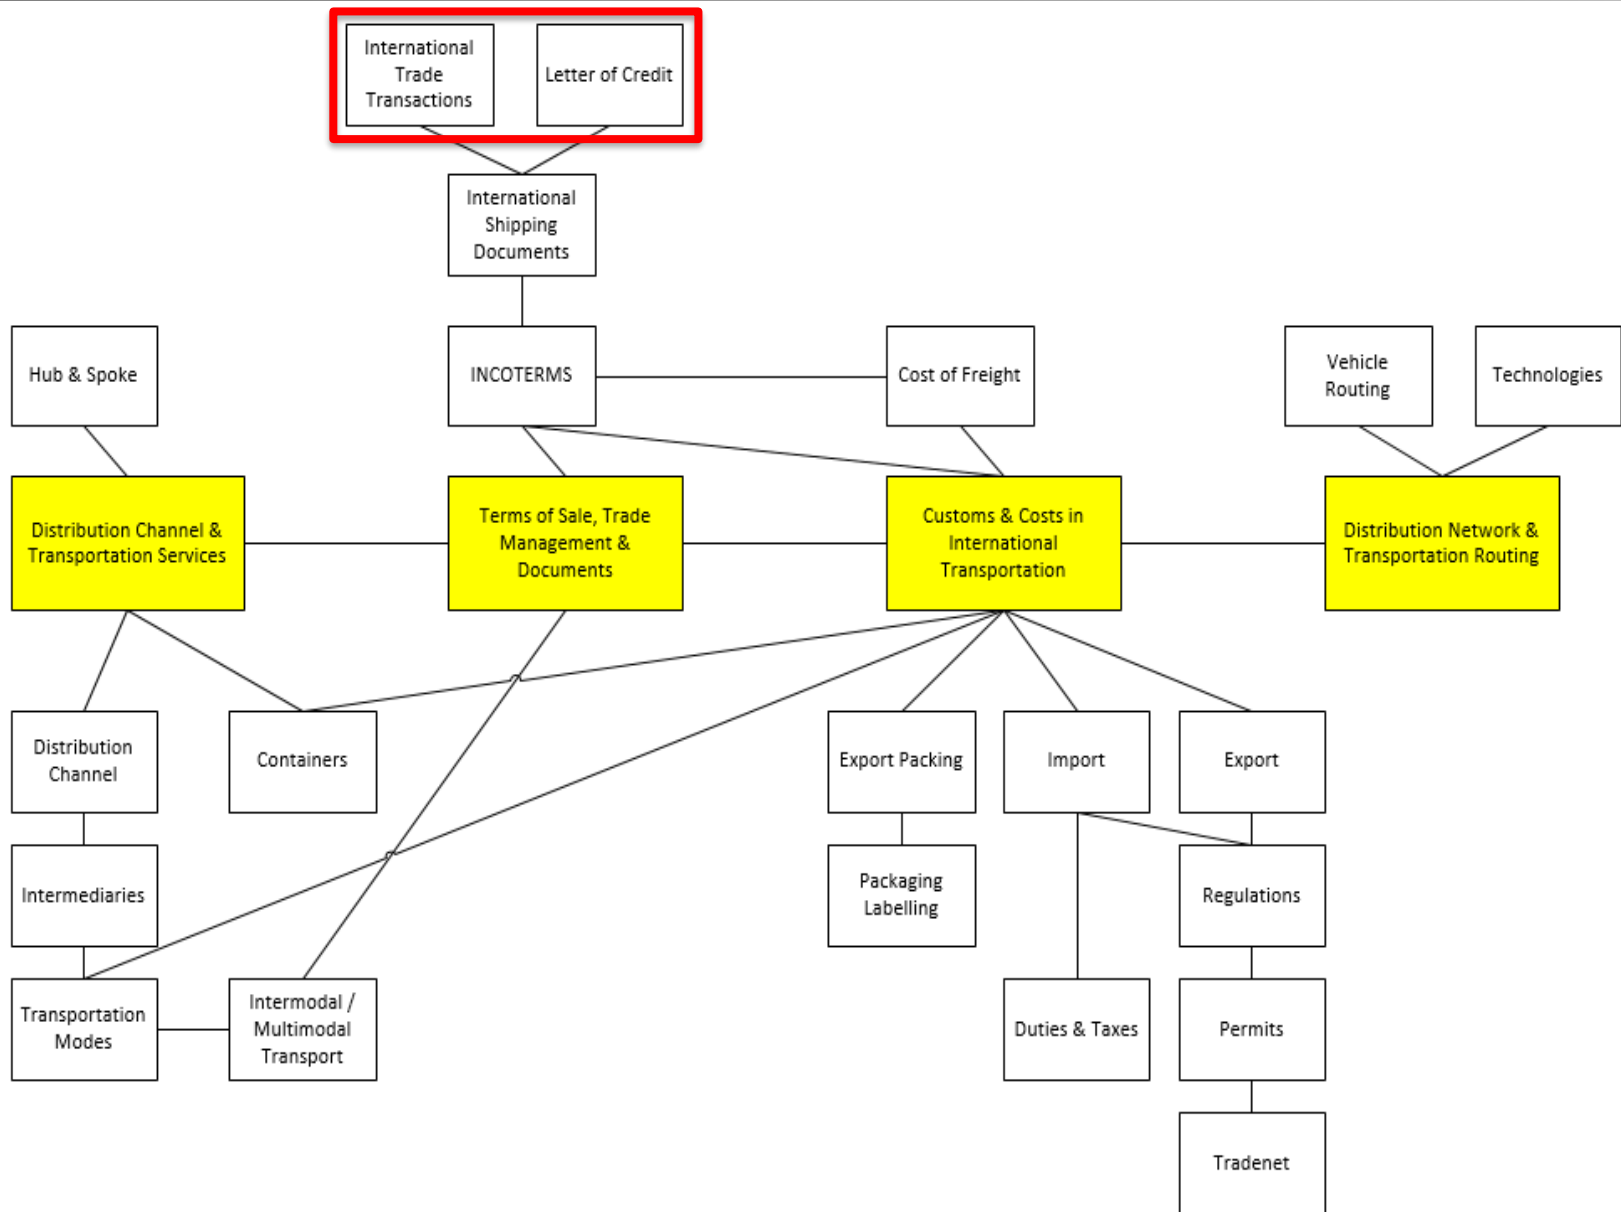 International
Trade
Transactions
Letter of Credit
International
Shipping
Documents
Hub & Spoke
INCOTERMS
Cost of Freight
Vehicle
Routing
Technologies
Distribution Channel &
Transportation Services
Terms of Sale, Trade
Management &
Documents
Customs & Costs in
International
Transportation
Distribution Network &
Transportation Routing
Distribution
Channel
Containers
Export Packing
Import
Export
Intermediaries
Packaging
Labelling
Regulations
Transportation
Modes
Intermodal /
Multimodal
Transport
Duties & Taxes
Permits
Tradenet